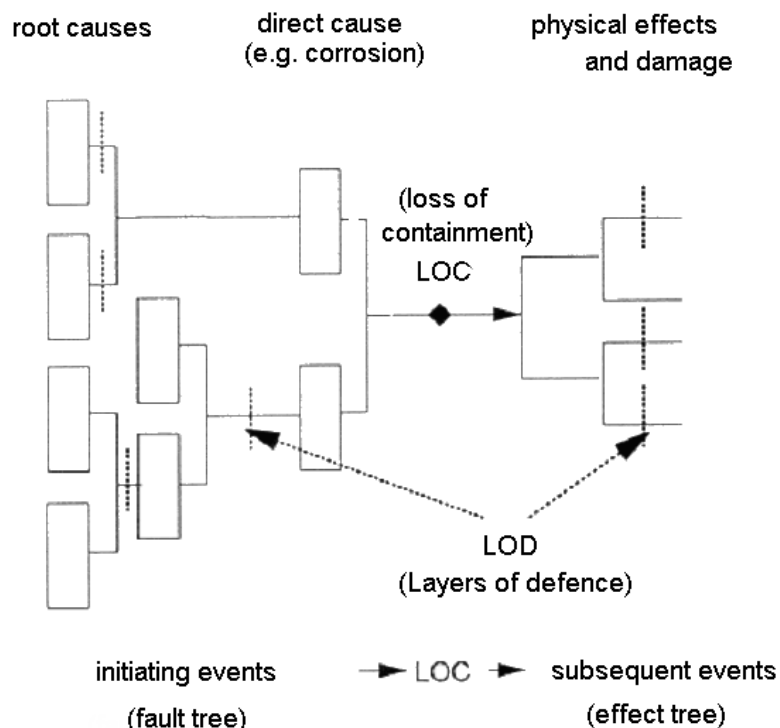 root causes
direct cause
(e.g. corrosion)
physical effects
and damage
(loss of
containment)
LOC
LOD
(Layers of defence)
initiating events
(fault tree)
LOC
subsequent events
(effect tree)